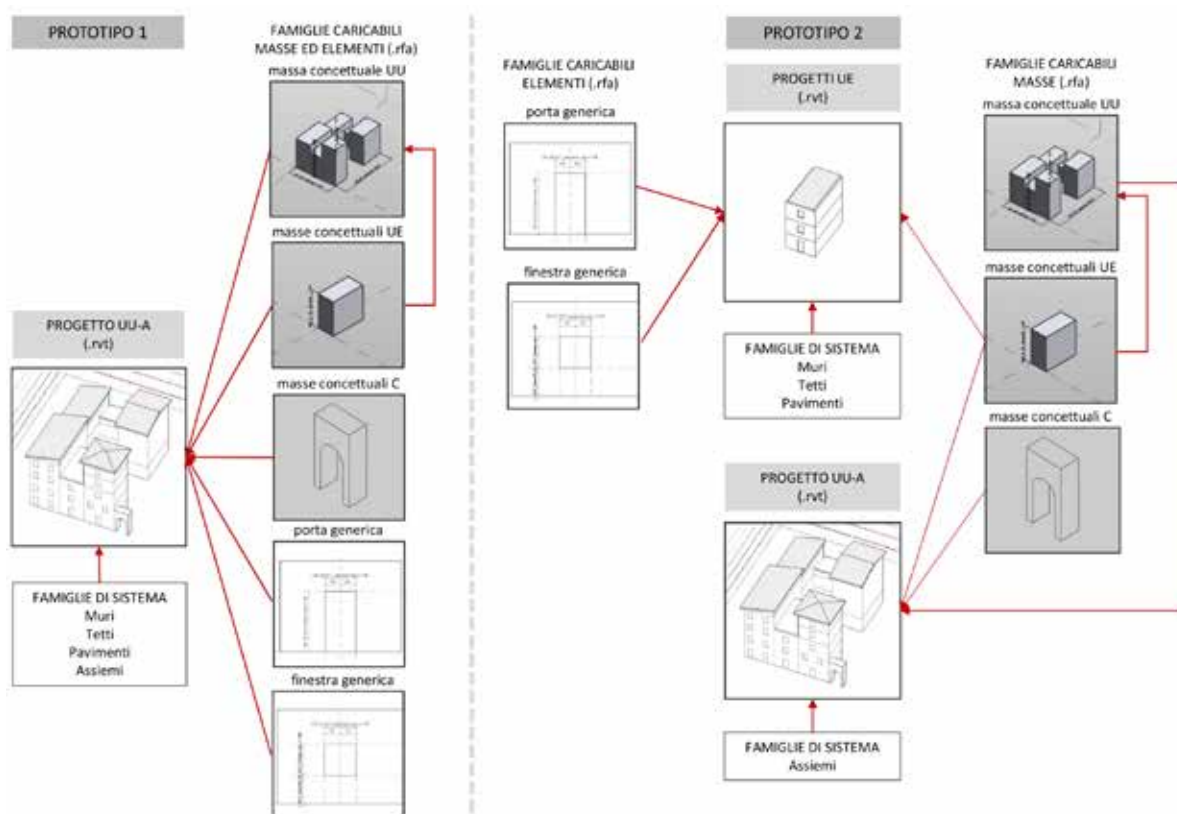 PROTOTIPO 1
FAMIGLIE CARICABILI
MASSE ED ELEMENTI (.rfa)
massa concettuale UU
masse concettuali UE
PROGETTO UU-A
(.rvt)
masse concettuali C
porta generica
FAMIGLIE DI SISTEMA
Muri
Tetti
Pavimenti
Assiemi
finestra generica
PROTOTIPO 2
FAMIGLIE CARICABILI
ELEMENTI (.rfa)
porta generica
finestra generica
PROGETTI UE
(.rvt)
FAMIGLIE DI SISTEMA
Muri
Tetti
Pavimenti
FAMIGLIE CARICABILI
MASSE (.rfa)
massa concettuale UU
masse concettuali UE
masse concettuali C
PROGETTO UU-A
(.rvt)
FAMIGLIE DI SISTEMA
Assiemi